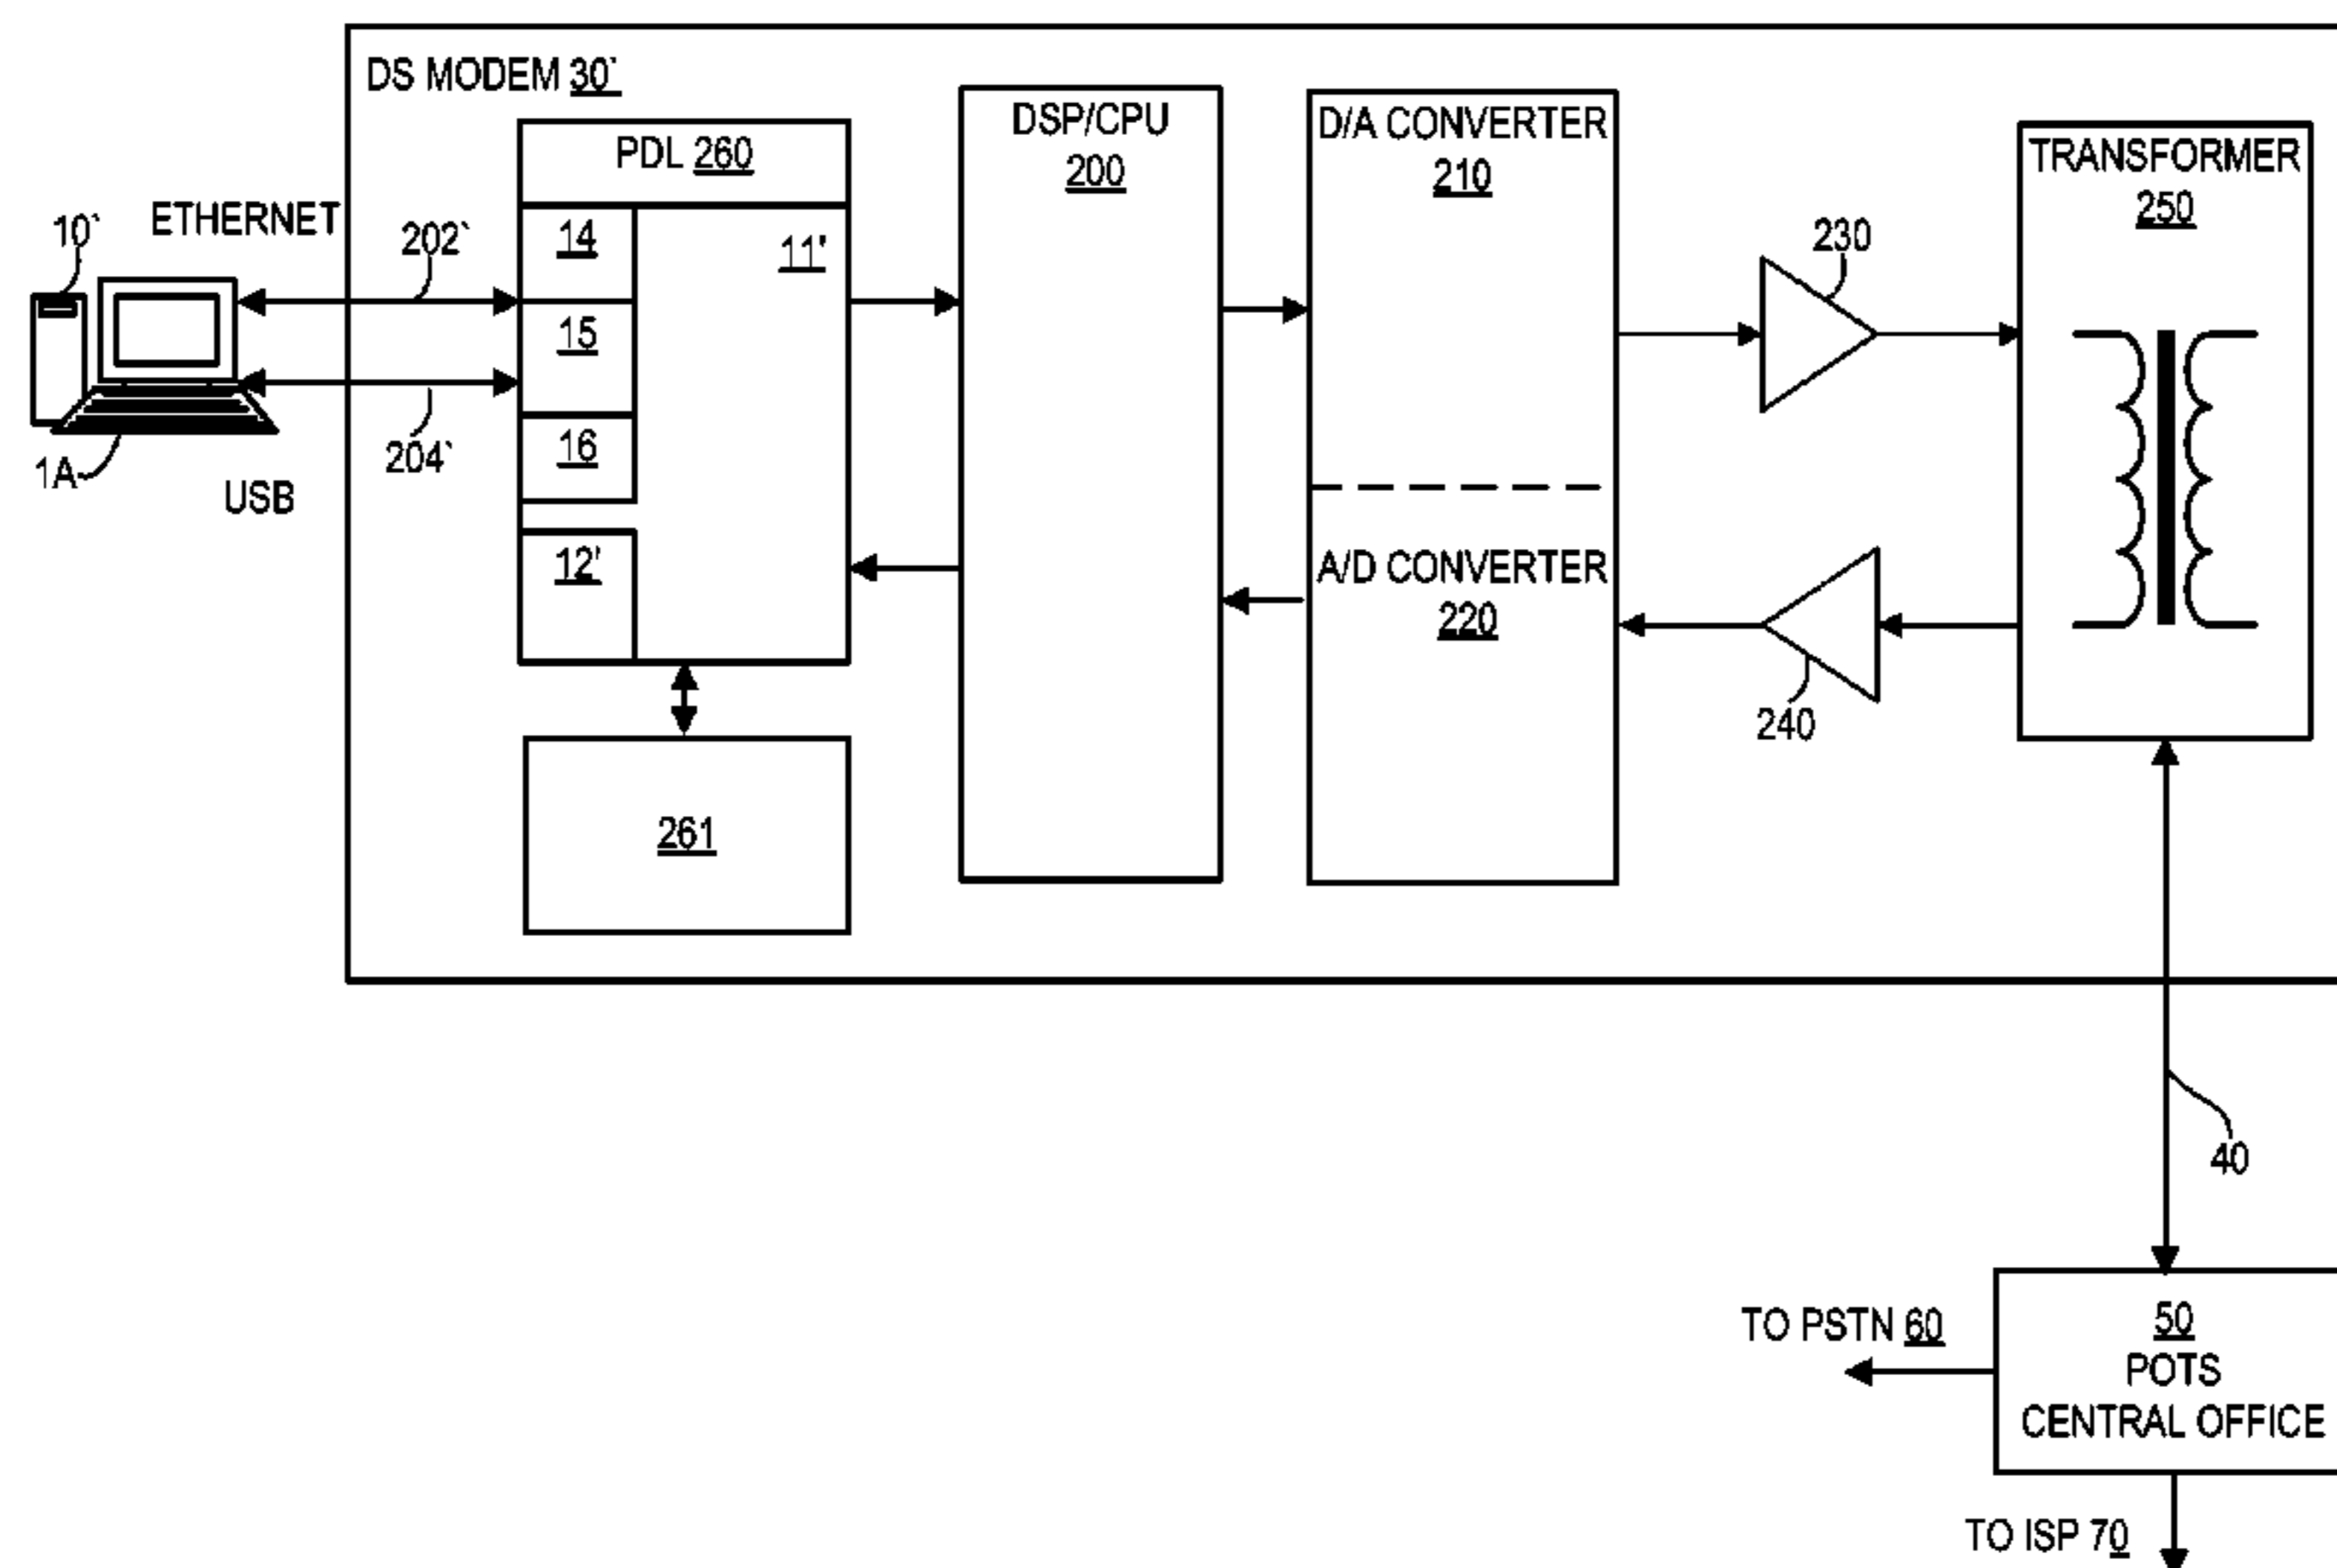 DS MODEM 30`
PDL 260
14
15
16
11'
12'
261
DSP/CPU
200
D/A CONVERTER
210
A/D CONVERTER
220
230
240
TRANSFORMER
250
10`
ETHERNET
202`
204`
1A
USB
40
TO PSTN 60
50
POTS
CENTRAL OFFICE
TO ISP 70